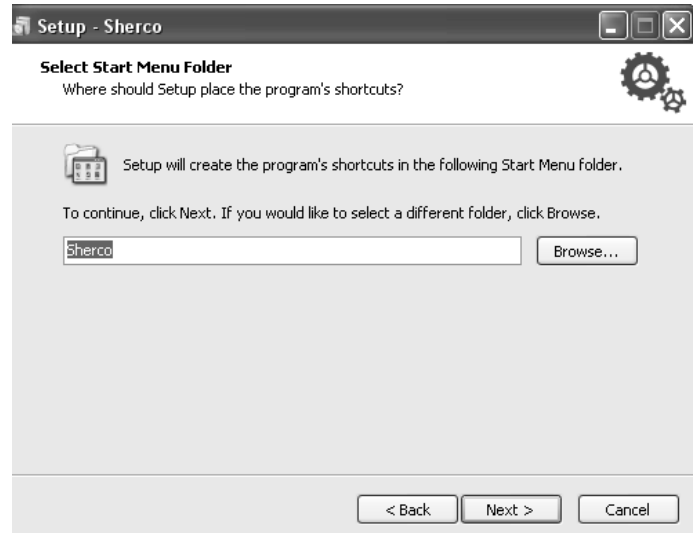 Setup - Sherco
Select Start Menu Folder
Where should Setup place the program's shortcuts?
Setup will create the program's shortcuts in the following Start Menu folder.
To continue, click Next. If you would like to select a different folder, click Browse.
Sherco
Browse...
< Back
Next >
Cancel